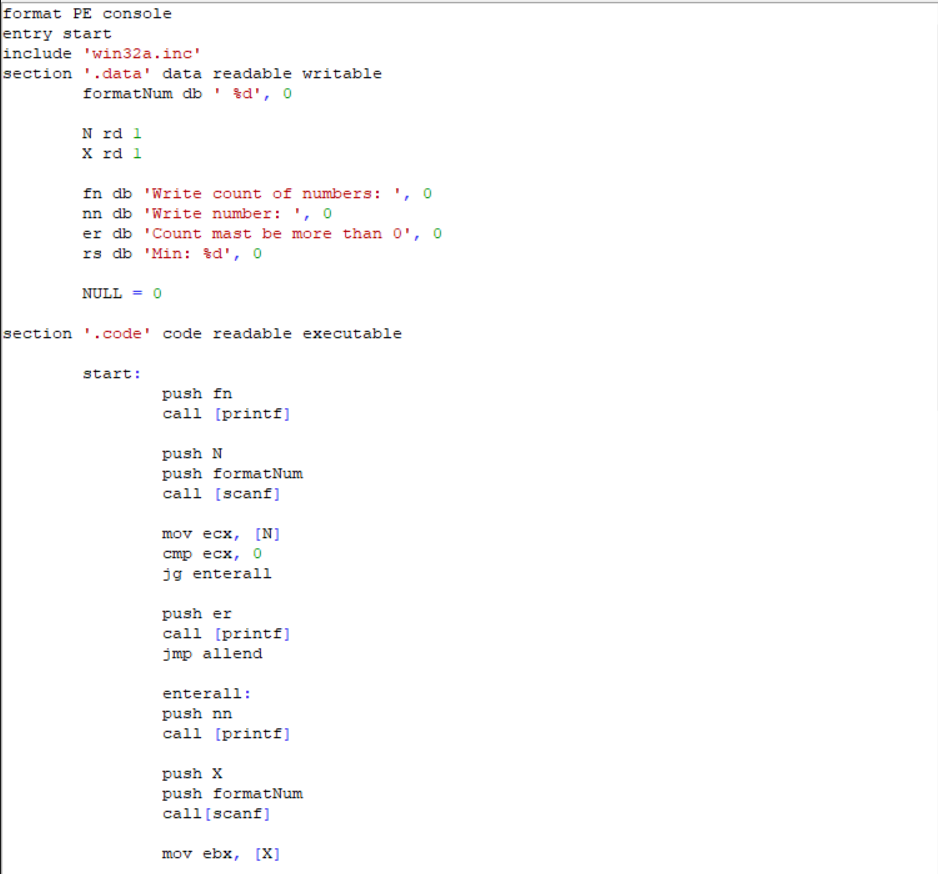 format PE console
entry start
include 'win32a.inc'
section '.data' data readable writable
formatNum db ' %d', 0
N rd 1
X rd 1
fn db 'Write count of numbers: ', 0
nn db 'Write number: ', 0
er db 'Count mast be more than 0', 0
rs db 'Min: %d', 0
NULL = 0
section '.code' code readable executable
start:
push fn
call [printf]
push N
push formatNum
call [scanf]
mov ecx, [N]
cmp ecx, 0
jg enterall
push er
call [printf]
jmp allend
enterall:
push nn
call [printf]
push X
push formatNum
call[scanf]
mov ebx, [X]